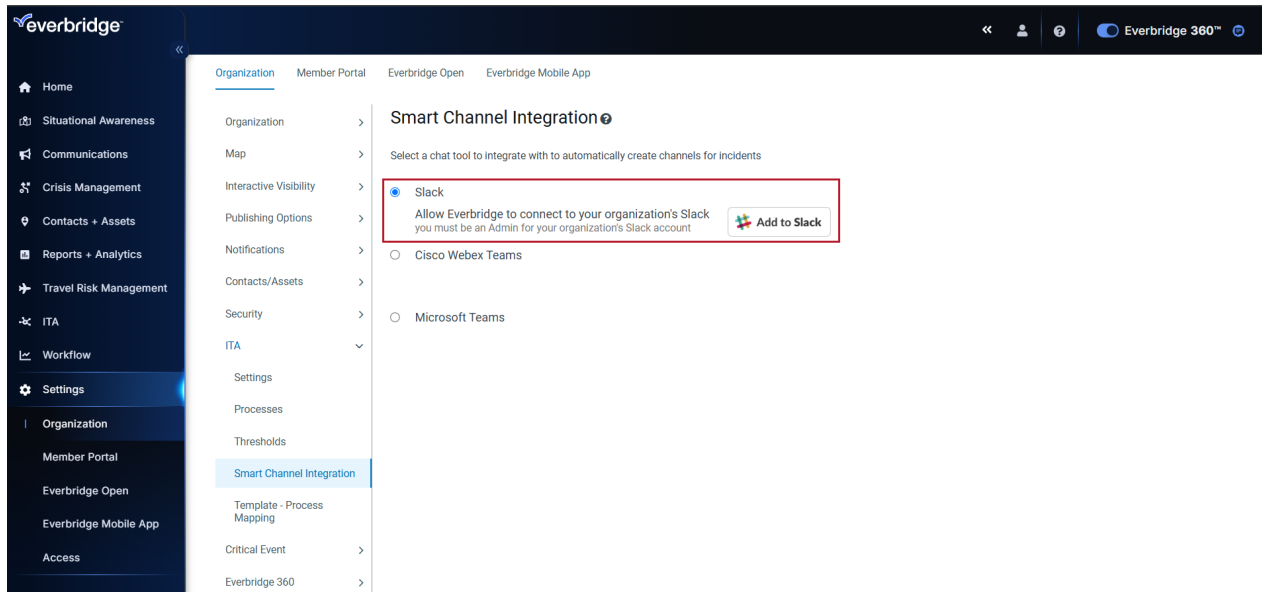 everbridge
Everbridge 360™
Home
Situational Awareness
Communications
Crisis Management
Contacts + Assets
Reports + Analytics
Travel Risk Management
ITA
Workflow
Settings
Organization
Member Portal
Everbridge Open
Everbridge Mobile App
Access
Organization Member Portal Everbridge Open Everbridge Mobile App
Organization
Map
Interactive Visibility
Publishing Options
Notifications
Contacts/Assets
Security
ITA
Settings
Processes
Thresholds
Smart Channel Integration
Template - Process
Mapping
Critical Event
Everbridge 360
Smart Channel Integration
Select a chat tool to integrate with to automatically create channels for incidents
Slack
Allow Everbridge to connect to your organization's Slack
you must be an Admin for your organization's Slack account
Add to Slack
Cisco Webex Teams
Microsoft Teams